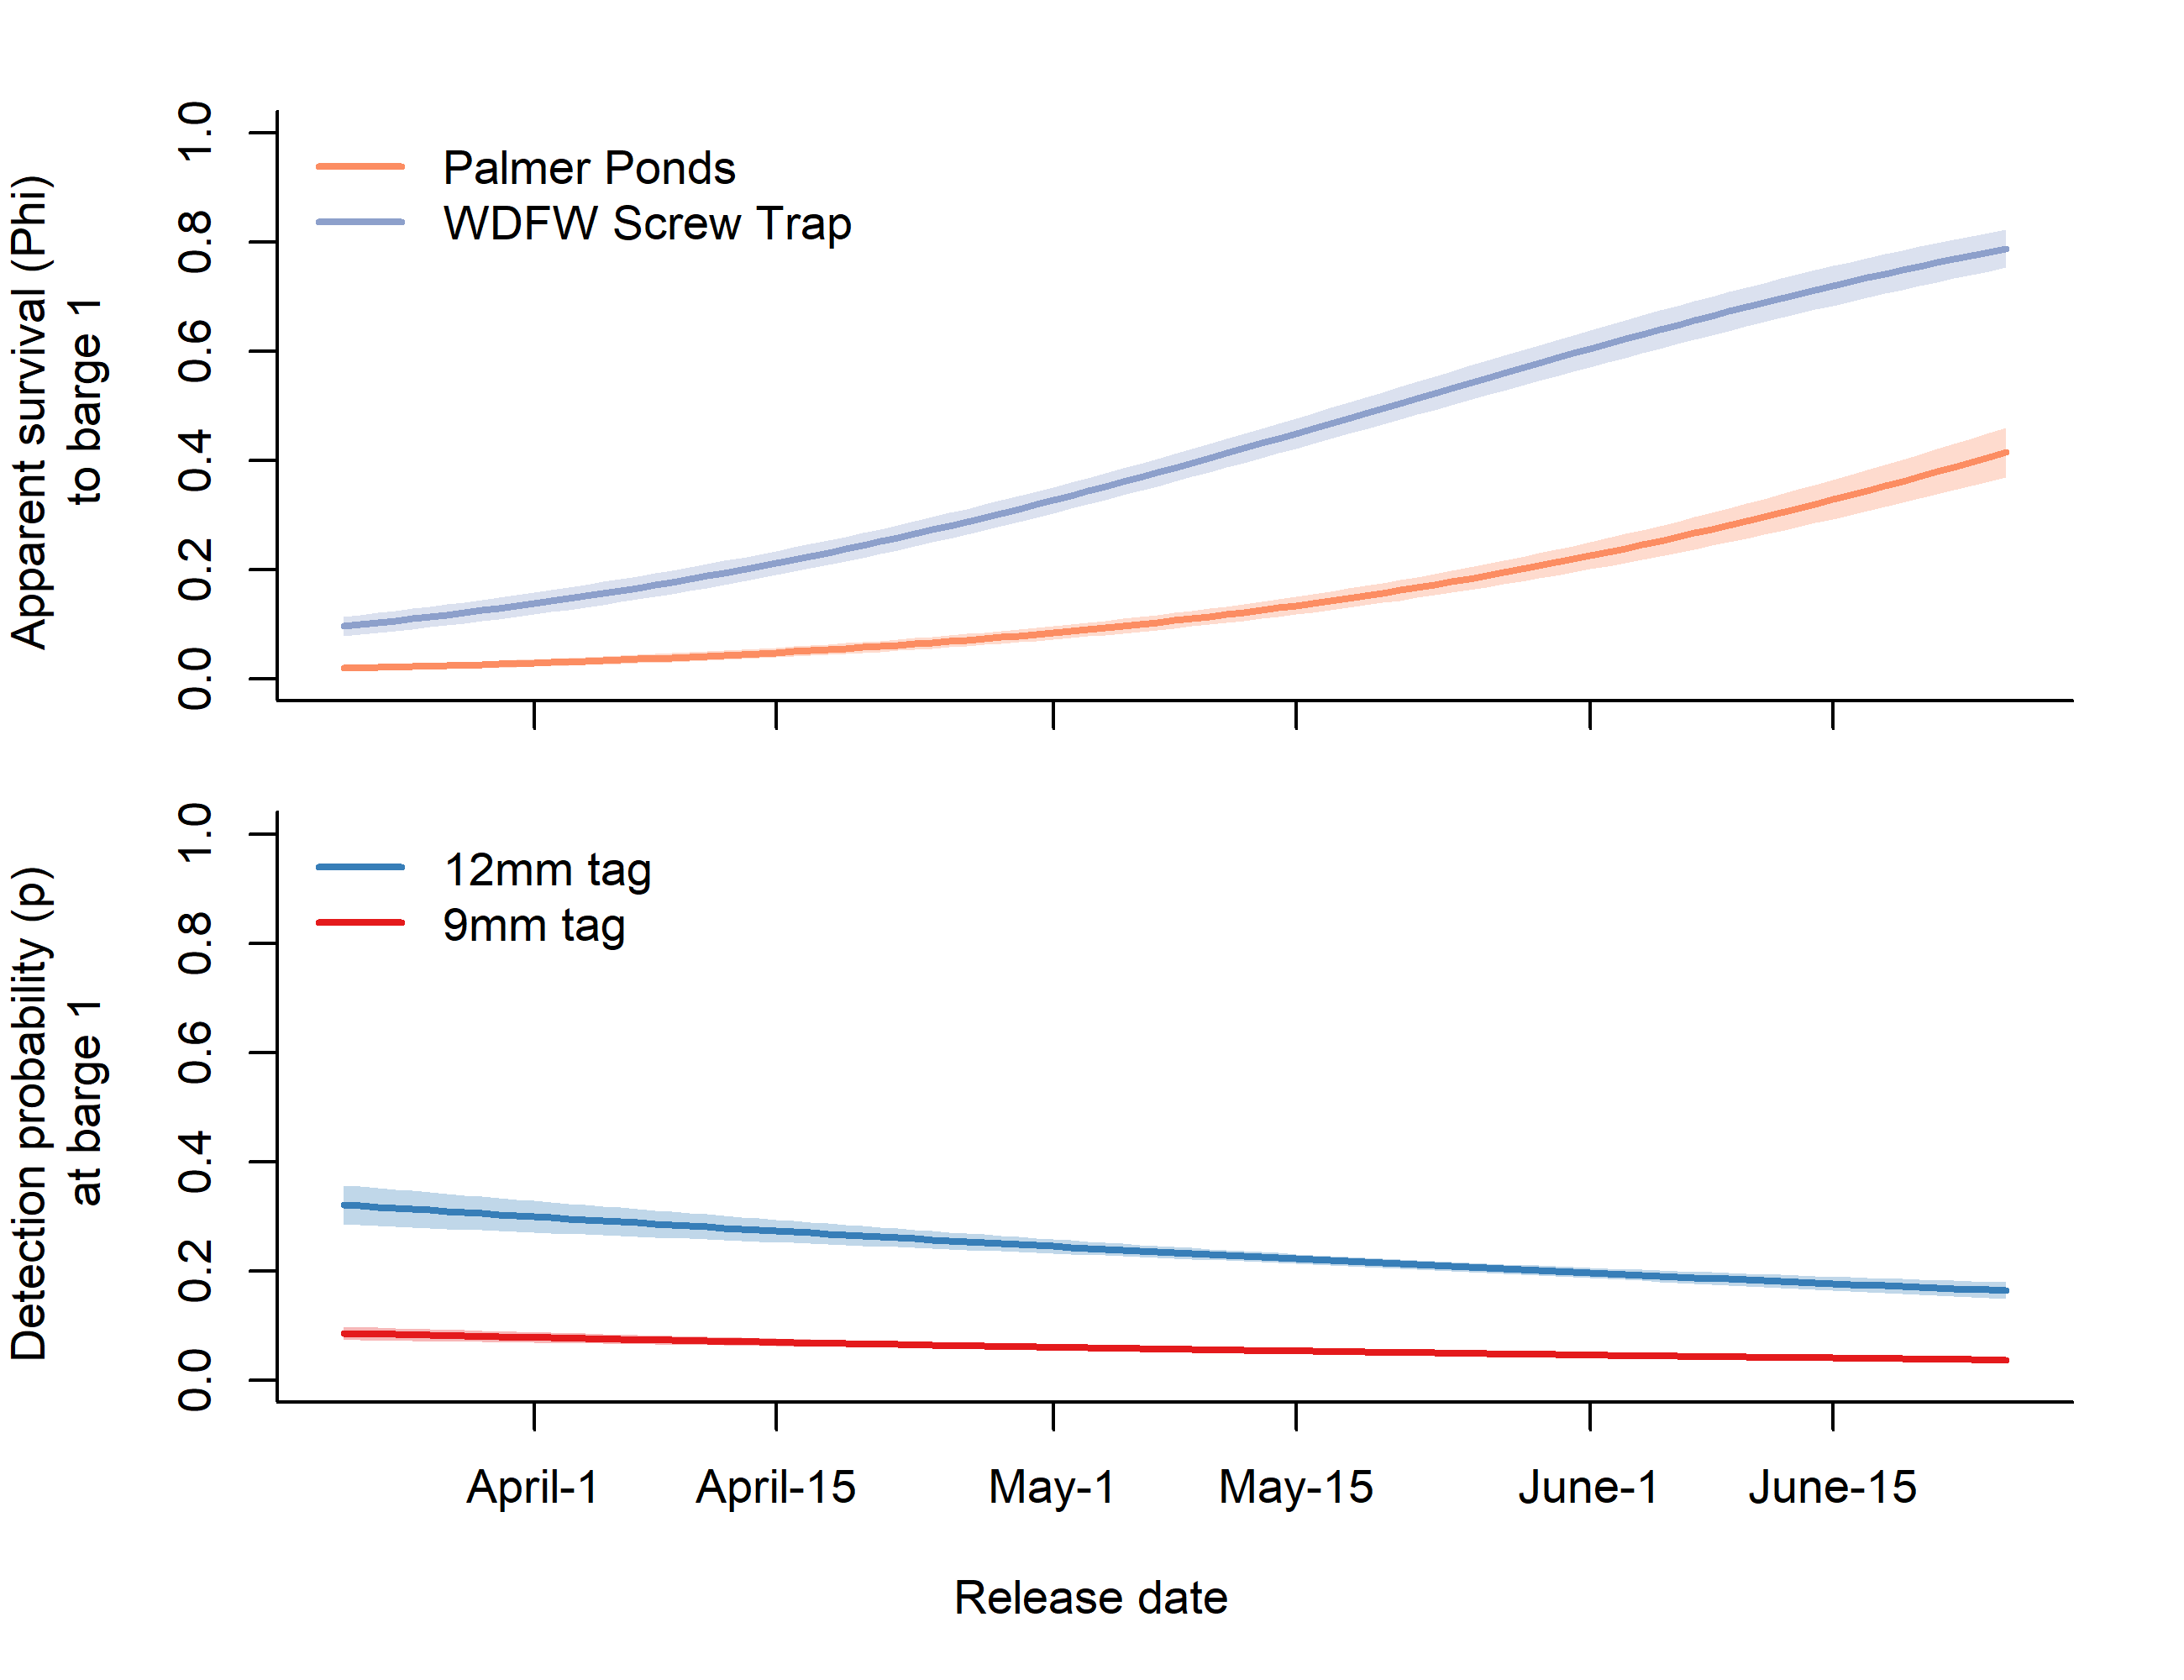 Apparent survival (Phi)
to barge 1
1.0
0.8
0.6
0.4
0.2
0.0
Palmer Ponds
WDFW Screw Trap
Detection probability (p)
at barge 1
1.0
0.8
0.6
0.4
0.2
0.0
12mm tag
9mm tag
April-1
April-15
May-1
May-15
June-1
June-15
Release date